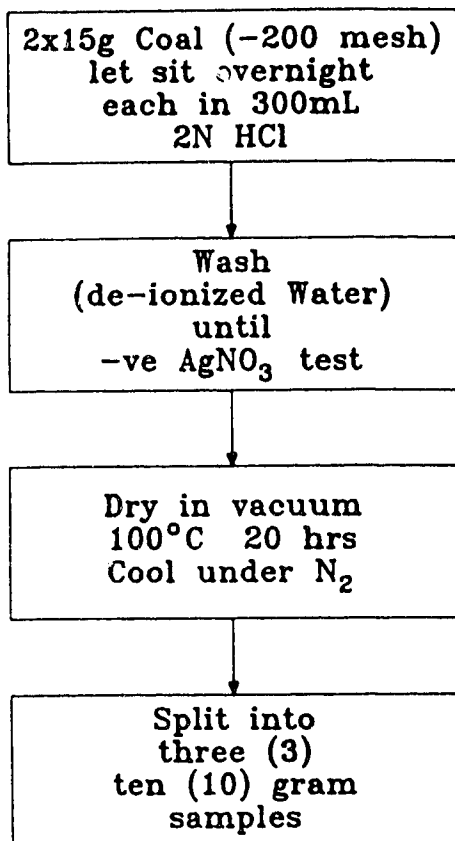 2x15g Coal (-200 mesh)
let sit overnight
each in 300mL
2N HCl
Wash
(de-ionized Water)
until
-ve AgNO₃ test
Dry in vacuum
100°C 20 hrs
Cool under N₂
Split into
three (3)
ten (10) gram
samples